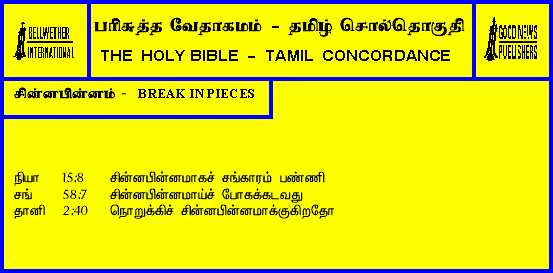 BELLWETHER
INTERNATIONAL
பரிசுத்த வேதாகமம் - தமிழ் சொல்தொகுதி
THE HOLY BIBLE - TAMIL CONCORDANCE
GOOD NEWS
PUBLISHERS
சின்னபின்னம் - BREAK IN PIECES
நியா 15:8 சின்னபின்னமாகச் சங்காரம் பண்ணி
சங் 58:7 சின்னபின்னமாய்ச் போகக்கடவது
தானி 2:40 நொறுக்கிச் சின்னபின்னமாக்குகிறதோ